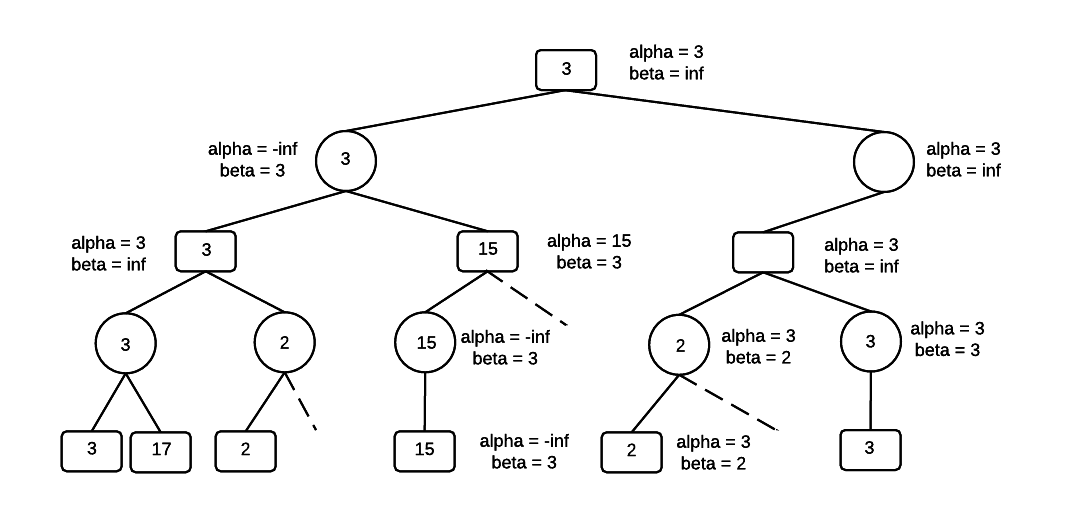 alpha = 3
3
beta = inf
alpha = -inf
beta = 3
3
alpha = 3
beta = inf
alpha = 3
beta = inf
3
15
alpha = 15
beta = 3
alpha = 3
beta = inf
3
2
15
alpha = -inf
beta = 3
2
alpha = 3
beta = 2
3
alpha = 3
beta = 3
3
17
2
15
alpha = -inf
beta = 3
2
alpha = 3
beta = 2
3